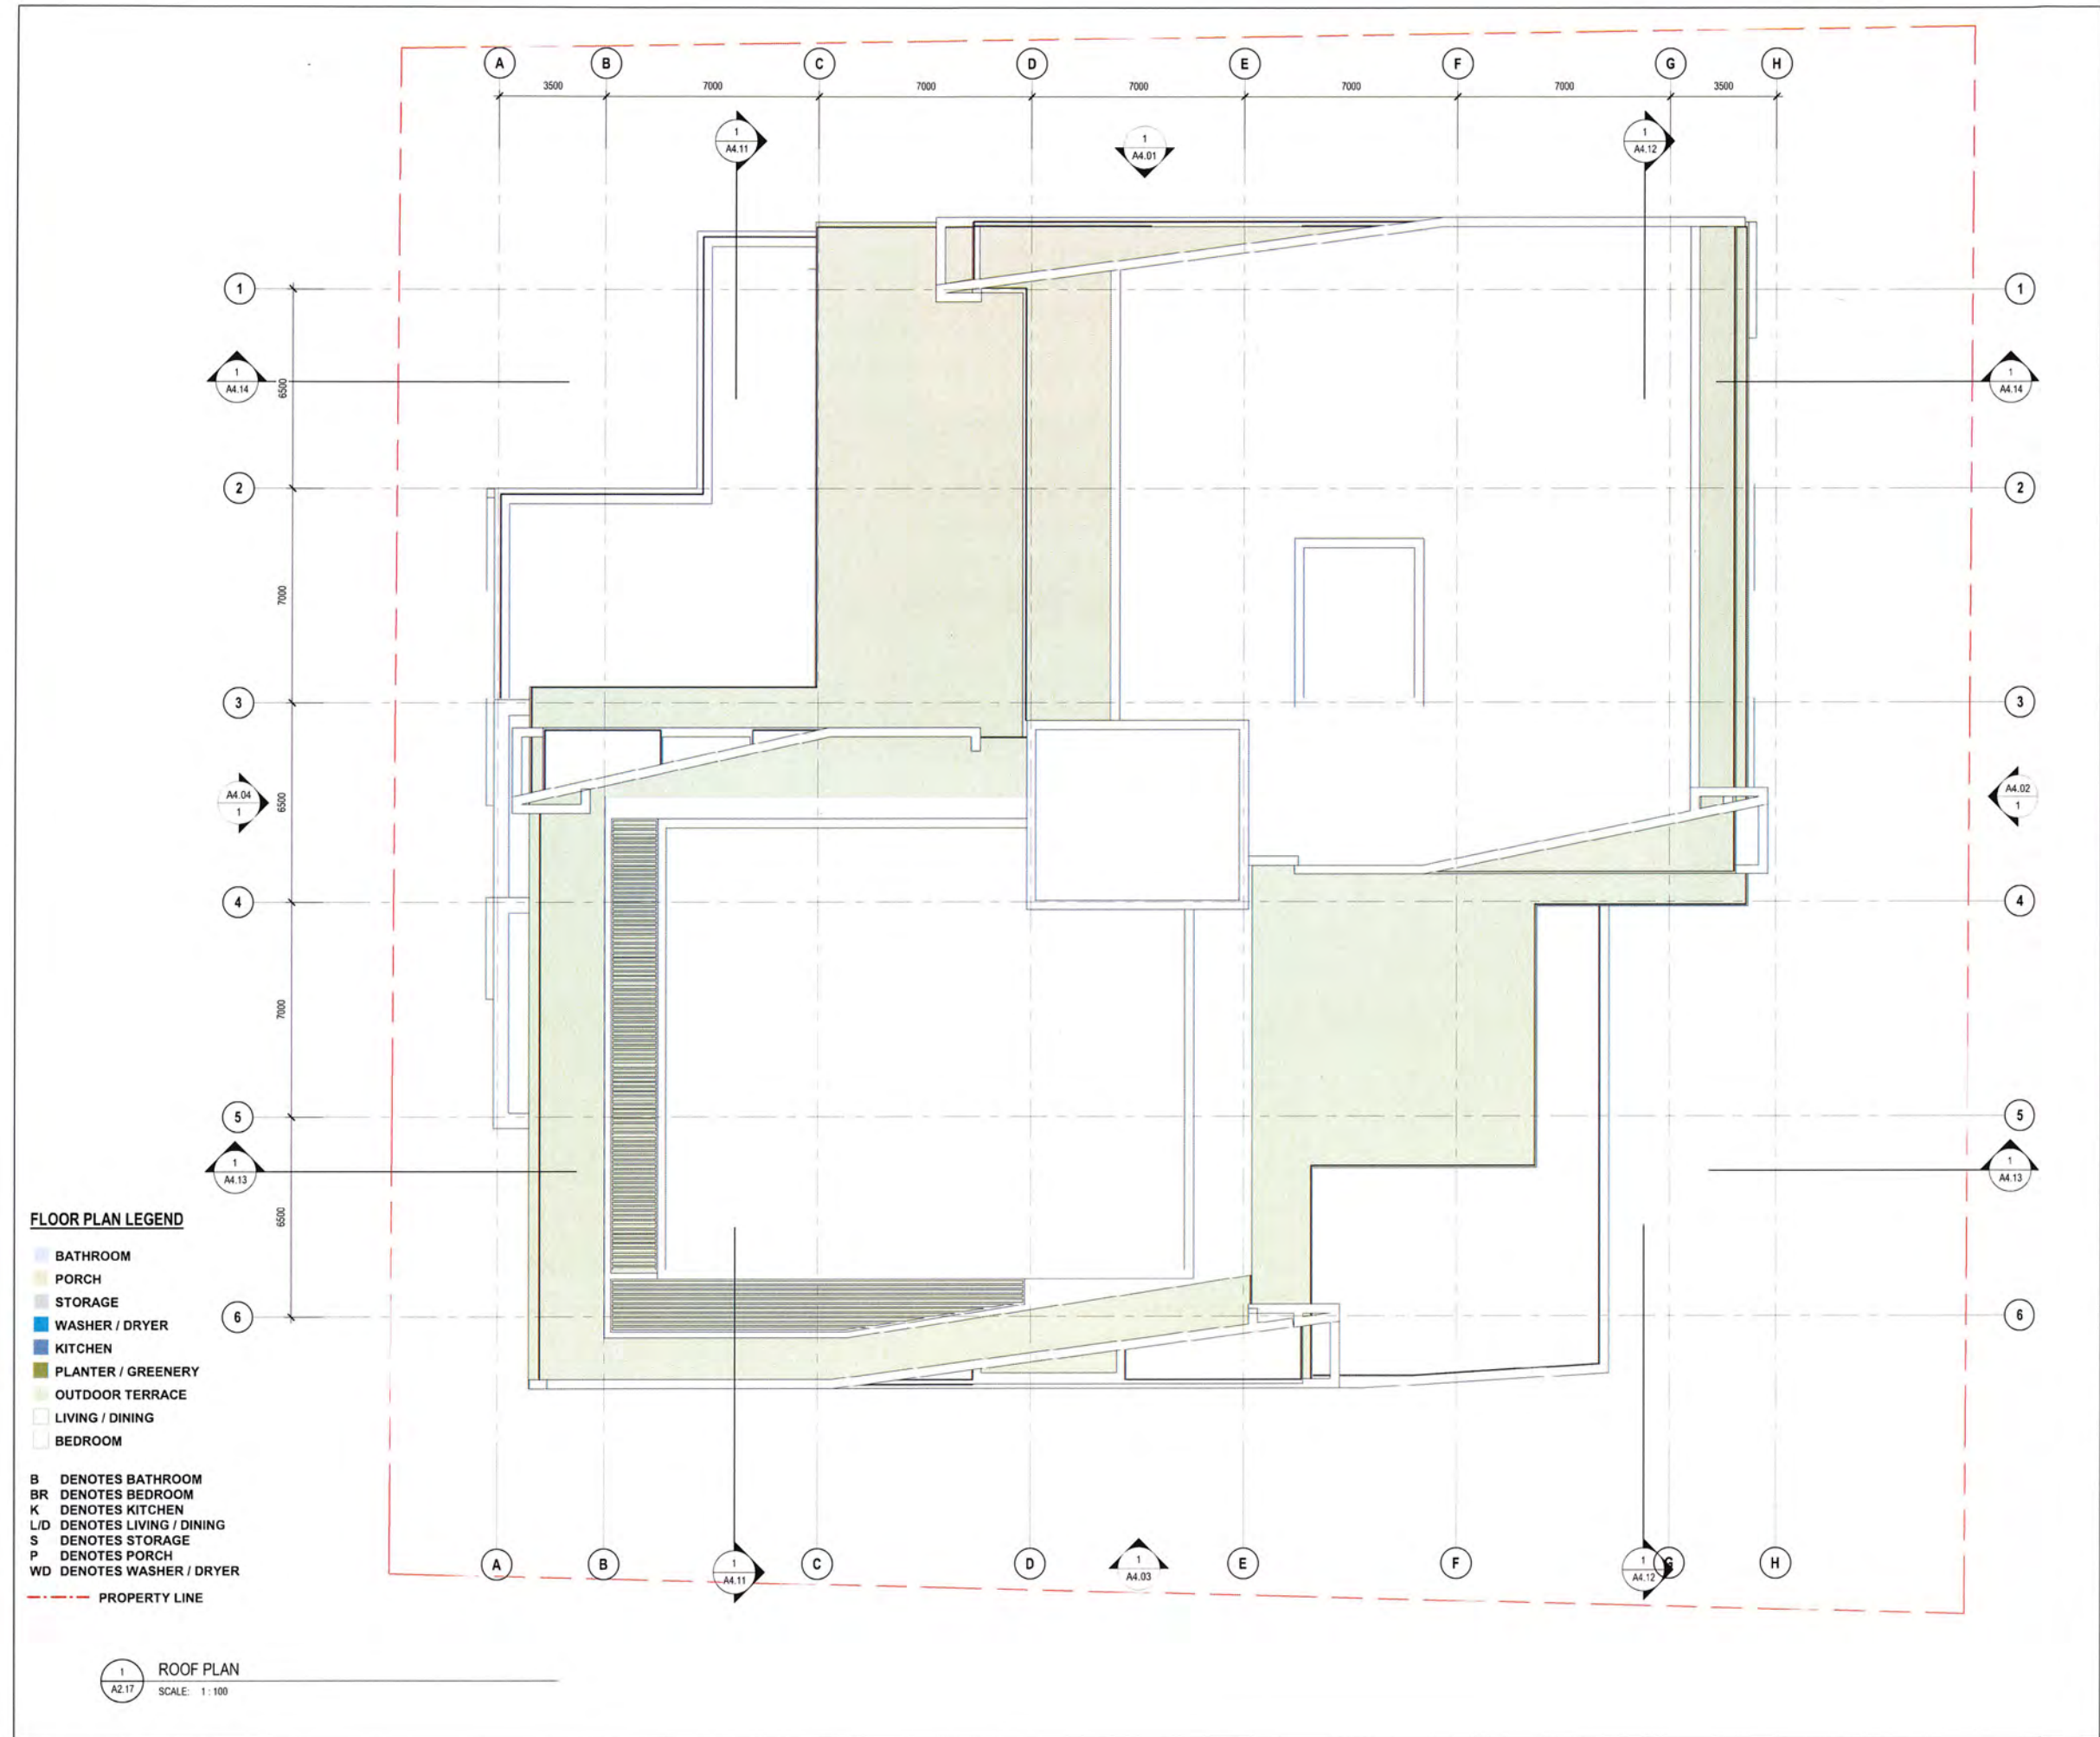 A B C D E F G H
3500 7000 7000 7000 7000 7000 3500
1 A4.11
1 A4.01
1 A4.12
1 1
1 A4.14
6500
1 A4.14
2 2
7000
3 3
A4.04 1
6500
A4.02 1
4 4
7000
5 5
1 A4.13
1 A4.13
6500
6 6
FLOOR PLAN LEGEND
BATHROOM
PORCH
STORAGE
WASHER / DRYER
KITCHEN
PLANTER / GREENERY
OUTDOOR TERRACE
LIVING / DINING
BEDROOM
B DENOTES BATHROOM
BR DENOTES BEDROOM
K DENOTES KITCHEN
L/D DENOTES LIVING / DINING
S DENOTES STORAGE
P DENOTES PORCH
WD DENOTES WASHER / DRYER
PROPERTY LINE
A B C D E F G H
1 A4.11
1 A4.03
1 A4.12
1 A2.17
ROOF PLAN
SCALE: 1 : 100